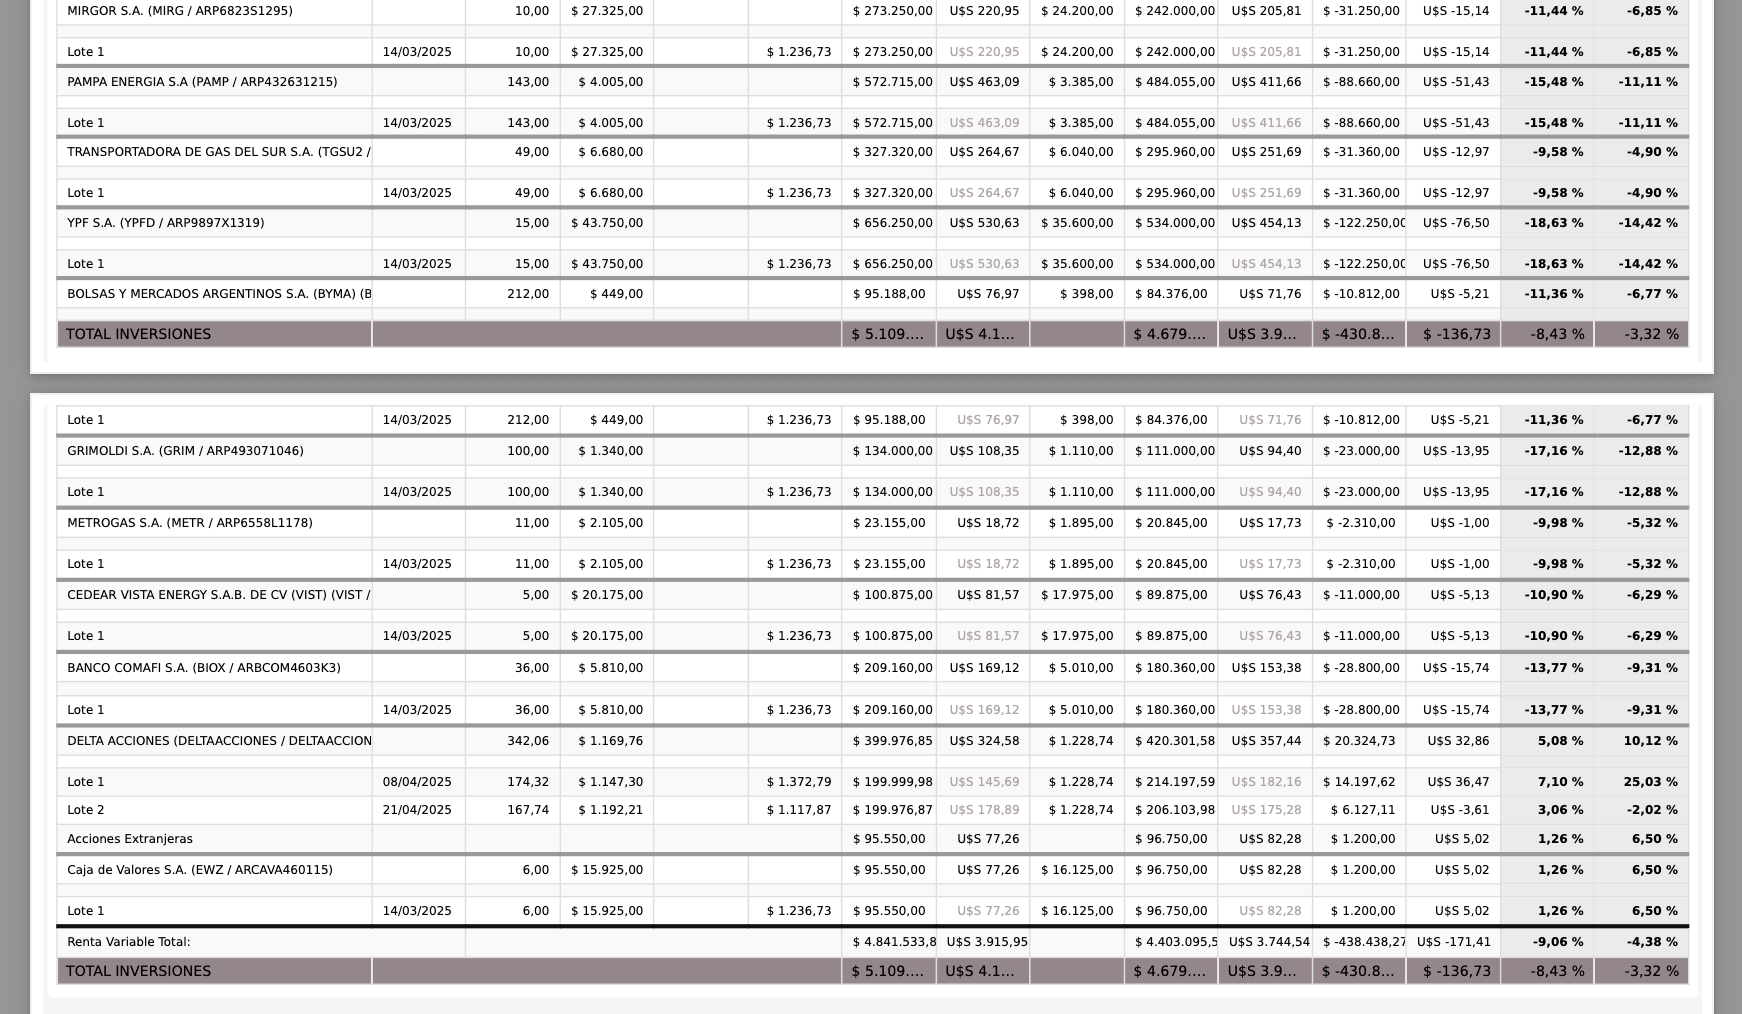 MIRGOR S.A. (MIRG / ARP6823S1295) 10,00 $ 27.325,00 $ 273.250,00 U$S 220,95 $ 24.200,00 $ 242.000,00 U$S 205,81 $ -31.250,00 U$S -15,14 -11,44 % -6,85 %
Lote 1 14/03/2025 10,00 $ 27.325,00 $ 1.236,73 $ 273.250,00 U$S 220,95 $ 24.200,00 $ 242.000,00 U$S 205,81 $ -31.250,00 U$S -15,14 -11,44 % -6,85 %
PAMPA ENERGIA S.A (PAMP / ARP432631215) 143,00 $ 4.005,00 $ 572.715,00 U$S 463,09 $ 3.385,00 $ 484.055,00 U$S 411,66 $ -88.660,00 U$S -51,43 -15,48 % -11,11 %
Lote 1 14/03/2025 143,00 $ 4.005,00 $ 1.236,73 $ 572.715,00 U$S 463,09 $ 3.385,00 $ 484.055,00 U$S 411,66 $ -88.660,00 U$S -51,43 -15,48 % -11,11 %
TRANSPORTADORA DE GAS DEL SUR S.A. (TGSU2 / 49,00 $ 6.680,00 $ 327.320,00 U$S 264,67 $ 6.040,00 $ 295.960,00 U$S 251,69 $ -31.360,00 U$S -12,97 -9,58 % -4,90 %
Lote 1 14/03/2025 49,00 $ 6.680,00 $ 1.236,73 $ 327.320,00 U$S 264,67 $ 6.040,00 $ 295.960,00 U$S 251,69 $ -31.360,00 U$S -12,97 -9,58 % -4,90 %
YPF S.A. (YPFD / ARP9897X1319) 15,00 $ 43.750,00 $ 656.250,00 U$S 530,63 $ 35.600,00 $ 534.000,00 U$S 454,13 $ -122.250,00 U$S -76,50 -18,63 % -14,42 %
Lote 1 14/03/2025 15,00 $ 43.750,00 $ 1.236,73 $ 656.250,00 U$S 530,63 $ 35.600,00 $ 534.000,00 U$S 454,13 $ -122.250,00 U$S -76,50 -18,63 % -14,42 %
BOLSAS Y MERCADOS ARGENTINOS S.A. (BYMA) (B 212,00 $ 449,00 $ 95.188,00 U$S 76,97 $ 398,00 $ 84.376,00 U$S 71,76 $ -10.812,00 U$S -5,21 -11,36 % -6,77 %
TOTAL INVERSIONES $ 5.109.... U$S 4.1... $ 4.679.... U$S 3.9... $ -430.8... $ -136,73 -8,43 % -3,32 %
Lote 1 14/03/2025 212,00 $ 449,00 $ 1.236,73 $ 95.188,00 U$S 76,97 $ 398,00 $ 84.376,00 U$S 71,76 $ -10.812,00 U$S -5,21 -11,36 % -6,77 %
GRIMOLDI S.A. (GRIM / ARP493071046) 100,00 $ 1.340,00 $ 134.000,00 U$S 108,35 $ 1.110,00 $ 111.000,00 U$S 94,40 $ -23.000,00 U$S -13,95 -17,16 % -12,88 %
Lote 1 14/03/2025 100,00 $ 1.340,00 $ 1.236,73 $ 134.000,00 U$S 108,35 $ 1.110,00 $ 111.000,00 U$S 94,40 $ -23.000,00 U$S -13,95 -17,16 % -12,88 %
METROGAS S.A. (METR / ARP6558L1178) 11,00 $ 2.105,00 $ 23.155,00 U$S 18,72 $ 1.895,00 $ 20.845,00 U$S 17,73 $ -2.310,00 U$S -1,00 -9,98 % -5,32 %
Lote 1 14/03/2025 11,00 $ 2.105,00 $ 1.236,73 $ 23.155,00 U$S 18,72 $ 1.895,00 $ 20.845,00 U$S 17,73 $ -2.310,00 U$S -1,00 -9,98 % -5,32 %
CEDEAR VISTA ENERGY S.A.B. DE CV (VIST) (VIST / 5,00 $ 20.175,00 $ 100.875,00 U$S 81,57 $ 17.975,00 $ 89.875,00 U$S 76,43 $ -11.000,00 U$S -5,13 -10,90 % -6,29 %
Lote 1 14/03/2025 5,00 $ 20.175,00 $ 1.236,73 $ 100.875,00 U$S 81,57 $ 17.975,00 $ 89.875,00 U$S 76,43 $ -11.000,00 U$S -5,13 -10,90 % -6,29 %
BANCO COMAFI S.A. (BIOX / ARBCOM4603K3) 36,00 $ 5.810,00 $ 209.160,00 U$S 169,12 $ 5.010,00 $ 180.360,00 U$S 153,38 $ -28.800,00 U$S -15,74 -13,77 % -9,31 %
Lote 1 14/03/2025 36,00 $ 5.810,00 $ 1.236,73 $ 209.160,00 U$S 169,12 $ 5.010,00 $ 180.360,00 U$S 153,38 $ -28.800,00 U$S -15,74 -13,77 % -9,31 %
DELTA ACCIONES (DELTAACCIONES / DELTAACCION 342,06 $ 1.169,76 $ 399.976,85 U$S 324,58 $ 1.228,74 $ 420.301,58 U$S 357,44 $ 20.324,73 U$S 32,86 5,08 % 10,12 %
Lote 1 08/04/2025 174,32 $ 1.147,30 $ 1.372,79 $ 199.999,98 U$S 145,69 $ 1.228,74 $ 214.197,59 U$S 182,16 $ 14.197,62 U$S 36,47 7,10 % 25,03 %
Lote 2 21/04/2025 167,74 $ 1.192,21 $ 1.117,87 $ 199.976,87 U$S 178,89 $ 1.228,74 $ 206.103,98 U$S 175,28 $ 6.127,11 U$S -3,61 3,06 % -2,02 %
Acciones Extranjeras $ 95.550,00 U$S 77,26 $ 96.750,00 U$S 82,28 $ 1.200,00 U$S 5,02 1,26 % 6,50 %
Caja de Valores S.A. (EWZ / ARCAVA460115) 6,00 $ 15.925,00 $ 95.550,00 U$S 77,26 $ 16.125,00 $ 96.750,00 U$S 82,28 $ 1.200,00 U$S 5,02 1,26 % 6,50 %
Lote 1 14/03/2025 6,00 $ 15.925,00 $ 1.236,73 $ 95.550,00 U$S 77,26 $ 16.125,00 $ 96.750,00 U$S 82,28 $ 1.200,00 U$S 5,02 1,26 % 6,50 %
Renta Variable Total: $ 4.841.533,8 U$S 3.915,95 $ 4.403.095,5 U$S 3.744,54 $ -438.438,27 U$S -171,41 -9,06 % -4,38 %
TOTAL INVERSIONES $ 5.109.... U$S 4.1... $ 4.679.... U$S 3.9... $ -430.8... $ -136,73 -8,43 % -3,32 %